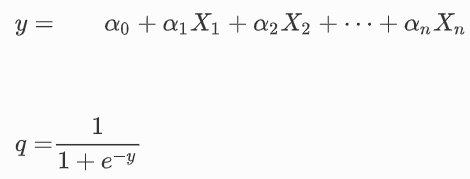 y = α₀ + α₁X₁ + α₂X₂ + ⋯ + αₙXₙ
q = 1 / (1 + e⁻ʸ)